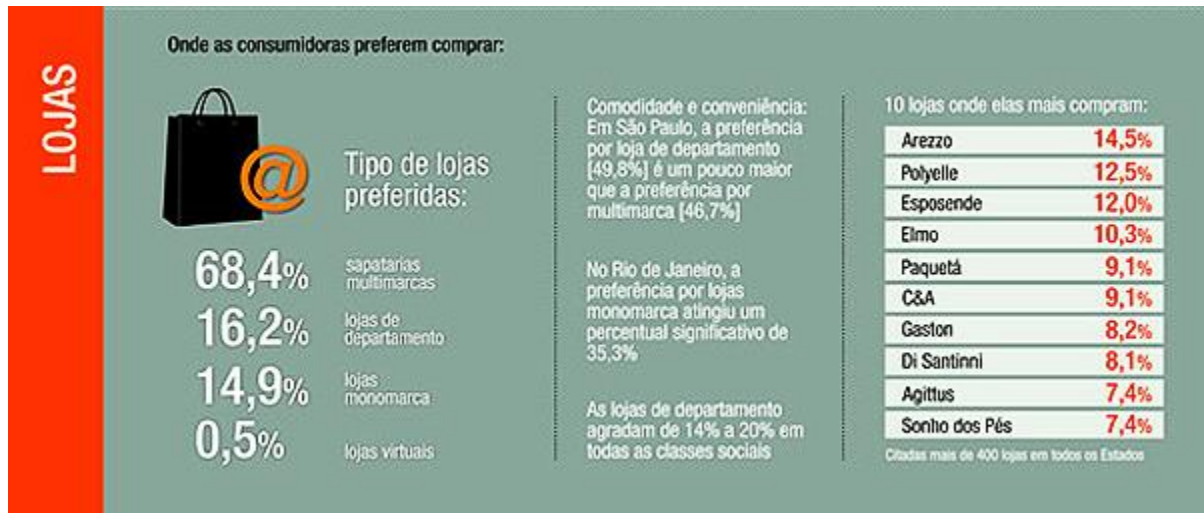 LOJAS
Onde as consumidoras preferem comprar:
@
Tipo de lojas
preferidas:
68,4% sapatarias
multimarcas
16,2% lojas de
departamento
14,9% lojas
monomarca
0,5% lojas virtuais
Comodidade e conveniência:
Em São Paulo, a preferência
por loja de departamento
[49,8%] é um pouco maior
que a preferência por
multimarca [46,7%]
No Rio de Janeiro, a
preferência por lojas
monomarca atingiu um
percentual significativo de
35,3%
As lojas de departamento
agradam de 14% a 20% em
todas as classes sociais
10 lojas onde elas mais compram:
Arezzo 14,5%
Polyelle 12,5%
Esposende 12,0%
Elmo 10,3%
Paquetá 9,1%
C&A 9,1%
Gaston 8,2%
Di Santinni 8,1%
Agittus 7,4%
Sonho dos Pés 7,4%
Citadas mais de 400 lojas em todos os Estados